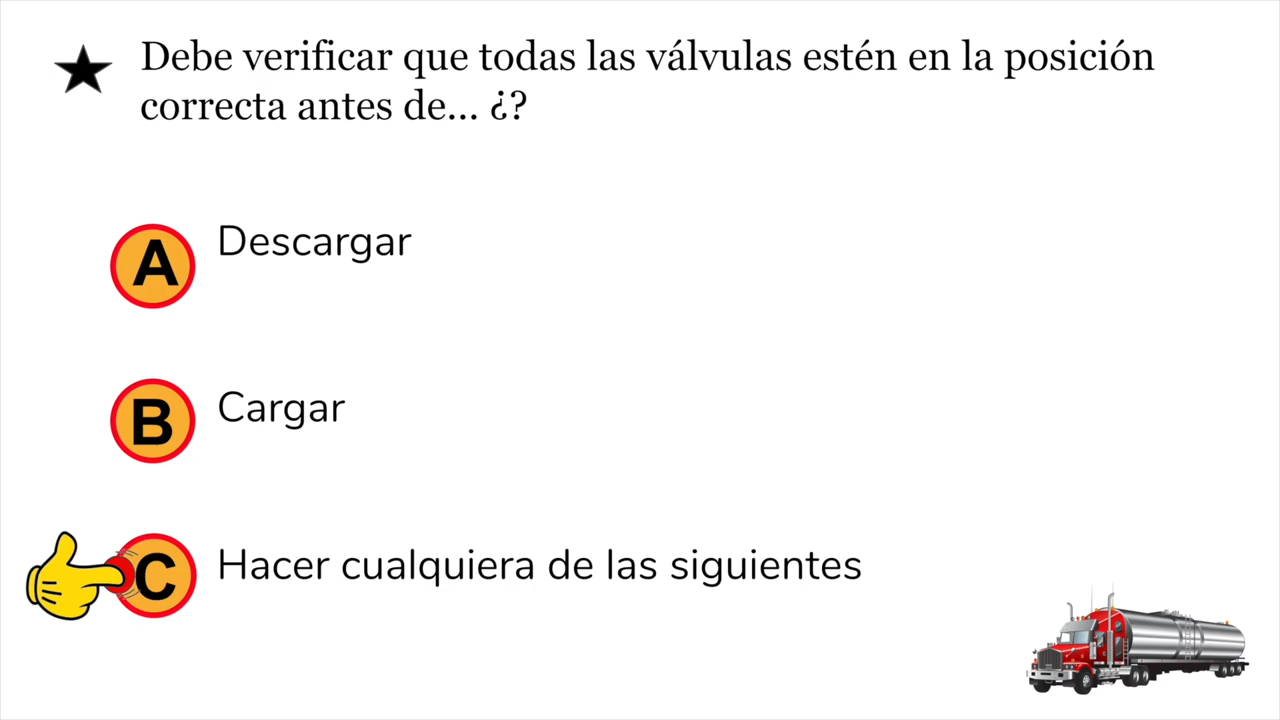 Debe verificar que todas las válvulas estén en la posición
correcta antes de... ¿?
A Descargar
B Cargar
C Hacer cualquiera de las siguientes